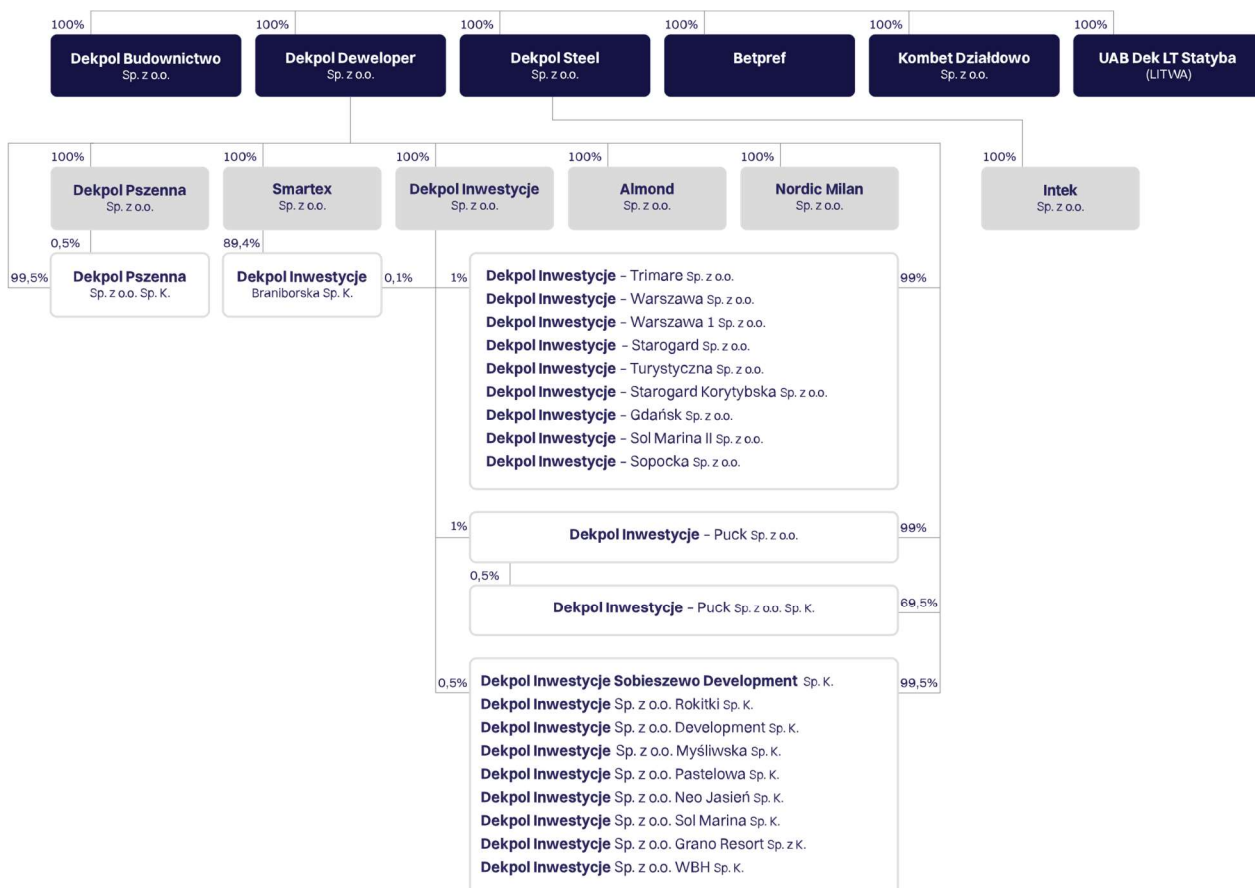 100% 100% 100% 100% 100% 100%
Dekpol Budownictwo
Sp. z o.o.
Dekpol Deweloper
Sp. z o.o.
Dekpol Steel
Sp. z o.o.
Betpref
Kombet Działdowo
Sp. z o.o.
UAB Dek LT Statyba
(LITWA)
100% 100% 100% 100% 100% 100%
Dekpol Pszenna
Sp. z o.o.
Smartex
Sp. z o.o.
Dekpol Inwestycje
Sp. z o.o.
Almond
Sp. z o.o.
Nordic Milan
Sp. z o.o.
Intek
Sp. z o.o.
0,5%
89,4%
99,5%
Dekpol Pszenna
Sp. z o.o. Sp. K.
Dekpol Inwestycje
Braniborska Sp. K.
0,1%
1%
Dekpol Inwestycje – Trimare Sp. z o.o.
Dekpol Inwestycje – Warszawa Sp. z o.o.
Dekpol Inwestycje – Warszawa 1 Sp. z o.o.
Dekpol Inwestycje – Starogard Sp. z o.o.
Dekpol Inwestycje – Turystyczna Sp. z o.o.
Dekpol Inwestycje – Starogard Korytybska Sp. z o.o.
Dekpol Inwestycje – Gdańsk Sp. z o.o.
Dekpol Inwestycje – Sol Marina II Sp. z o.o.
Dekpol Inwestycje – Sopocka Sp. z o.o.
99%
1%
Dekpol Inwestycje – Puck Sp. z o.o.
99%
0,5%
Dekpol Inwestycje – Puck Sp. z o.o. Sp. K.
69,5%
0,5%
Dekpol Inwestycje Sobieszewo Development Sp. K.
99,5%
Dekpol Inwestycje Sp. z o.o. Rokitki Sp. K.
Dekpol Inwestycje Sp. z o.o. Development Sp. K.
Dekpol Inwestycje Sp. z o.o. Myśliwska Sp. K.
Dekpol Inwestycje Sp. z o.o. Pastelowa Sp. K.
Dekpol Inwestycje Sp. z o.o. Neo Jasień Sp. K.
Dekpol Inwestycje Sp. z o.o. Sol Marina Sp. K.
Dekpol Inwestycje Sp. z o.o. Grano Resort Sp. z K.
Dekpol Inwestycje Sp. z o.o. WBH Sp. K.